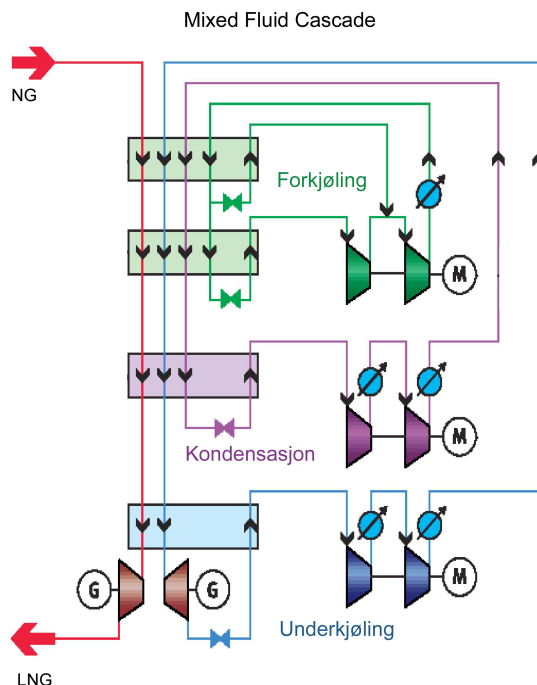 Mixed Fluid Cascade
NG
Forkjøling
M
Kondensasjon
M
G
G
M
Underkjøling
LNG